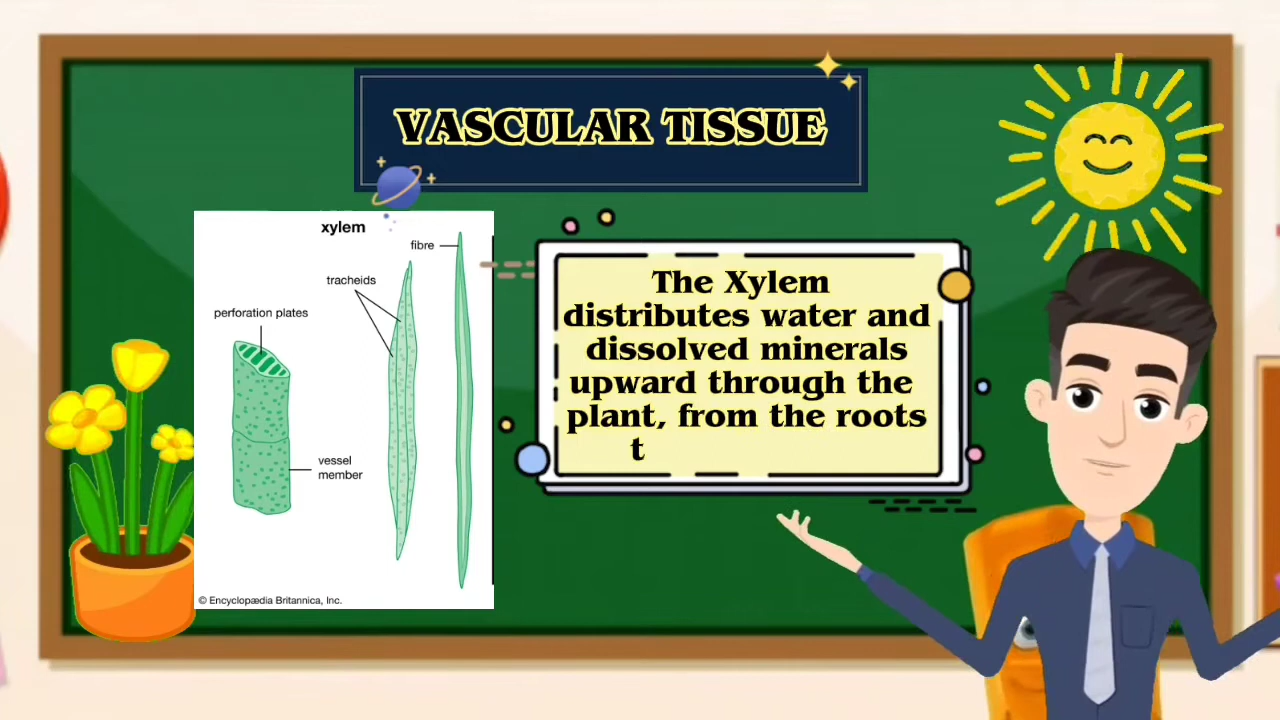 VASCULAR TISSUE
xylem
fibre
tracheids
perforation plates
vessel
member
© Encyclopædia Britannica, Inc.
The Xylem
distributes water and
dissolved minerals
upward through the
plant, from the roots
t